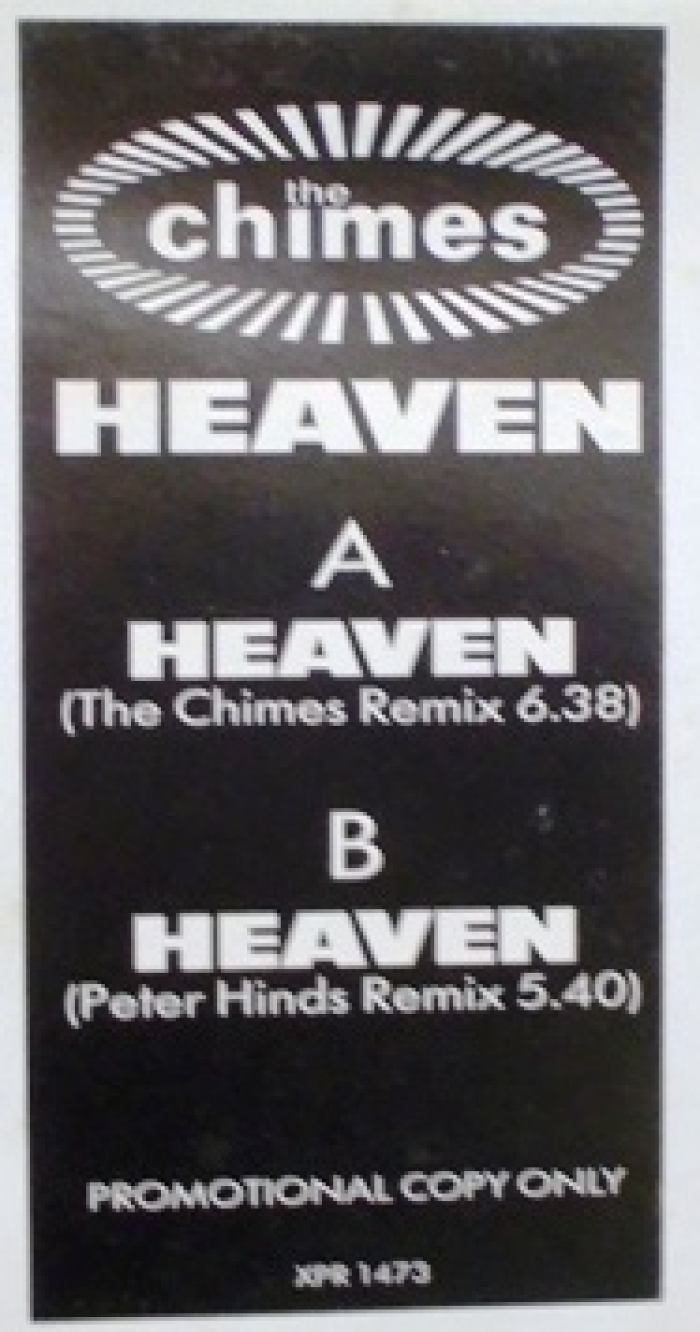 the
chimes
HEAVEN
A
HEAVEN
(The Chimes Remix 6.38)
B
HEAVEN
(Peter Hinds Remix 5.40)
PROMOTIONAL COPY ONLY
XPR 1473